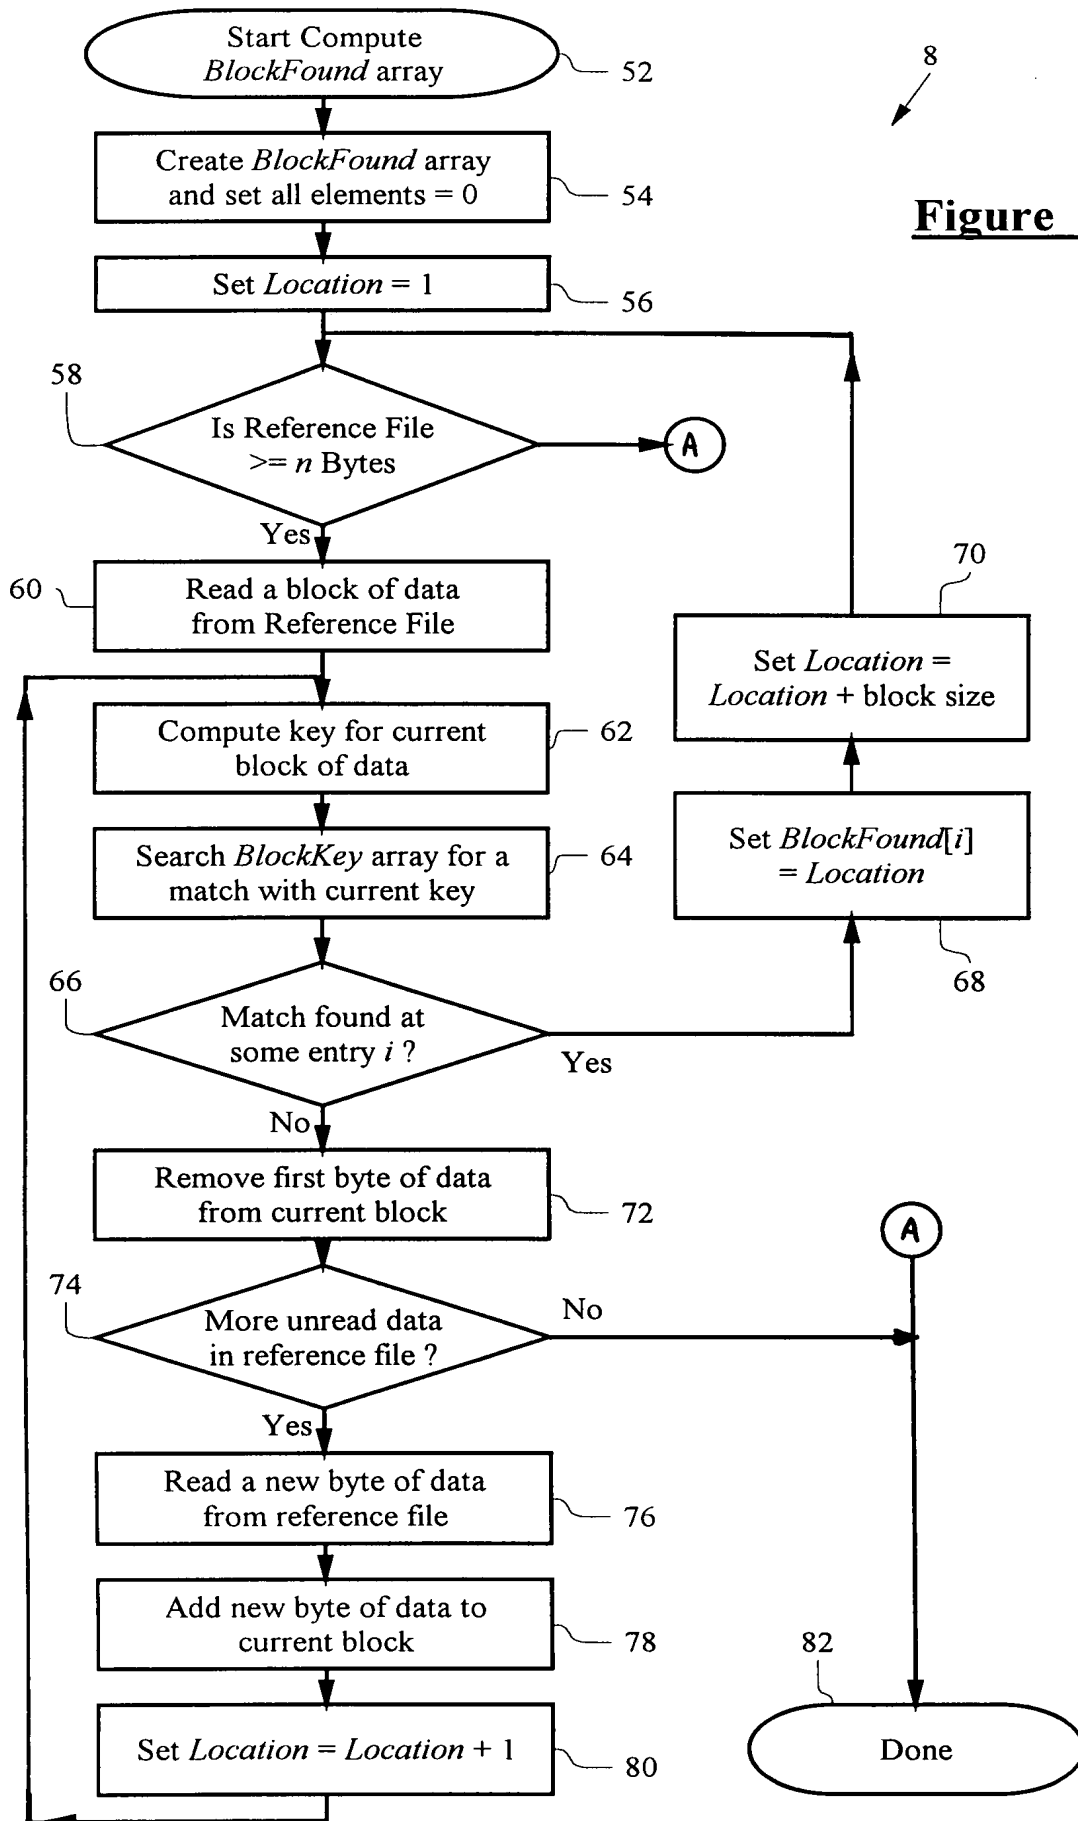 Start Compute
BlockFound array
52
8
Create BlockFound array
and set all elements = 0
54
Figure
Set Location = 1
56
58
Is Reference File
>= n Bytes
A
Yes
60
Read a block of data
from Reference File
70
Set Location =
Location + block size
Compute key for current
block of data
62
Search BlockKey array for a
match with current key
64
Set BlockFound[i]
= Location
68
66
Match found at
some entry i ?
Yes
No
Remove first byte of data
from current block
72
A
74
More unread data
in reference file ?
No
Yes
Read a new byte of data
from reference file
76
Add new byte of data to
current block
78
82
Set Location = Location + 1
80
Done